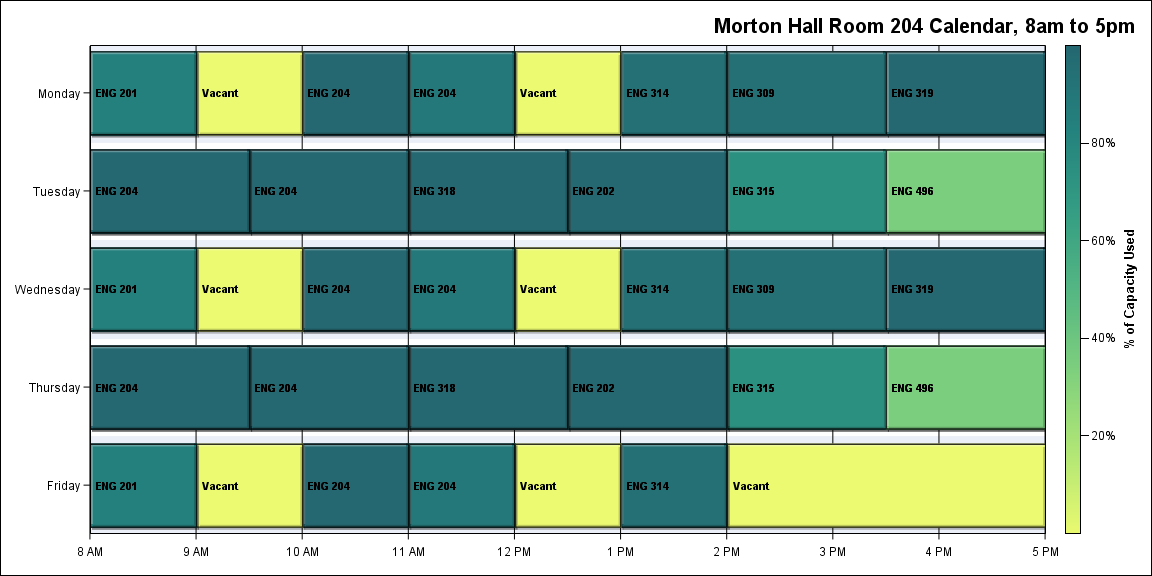 Morton Hall Room 204 Calendar, 8am to 5pm
Monday ENG 201 Vacant ENG 204 ENG 204 Vacant ENG 314 ENG 309 ENG 319
80%
Tuesday ENG 204 ENG 204 ENG 318 ENG 202 ENG 315 ENG 496
60%
% of Capacity Used
Wednesday ENG 201 Vacant ENG 204 ENG 204 Vacant ENG 314 ENG 309 ENG 319
40%
Thursday ENG 204 ENG 204 ENG 318 ENG 202 ENG 315 ENG 496
20%
Friday ENG 201 Vacant ENG 204 ENG 204 Vacant ENG 314 Vacant
8 AM 9 AM 10 AM 11 AM 12 PM 1 PM 2 PM 3 PM 4 PM 5 PM